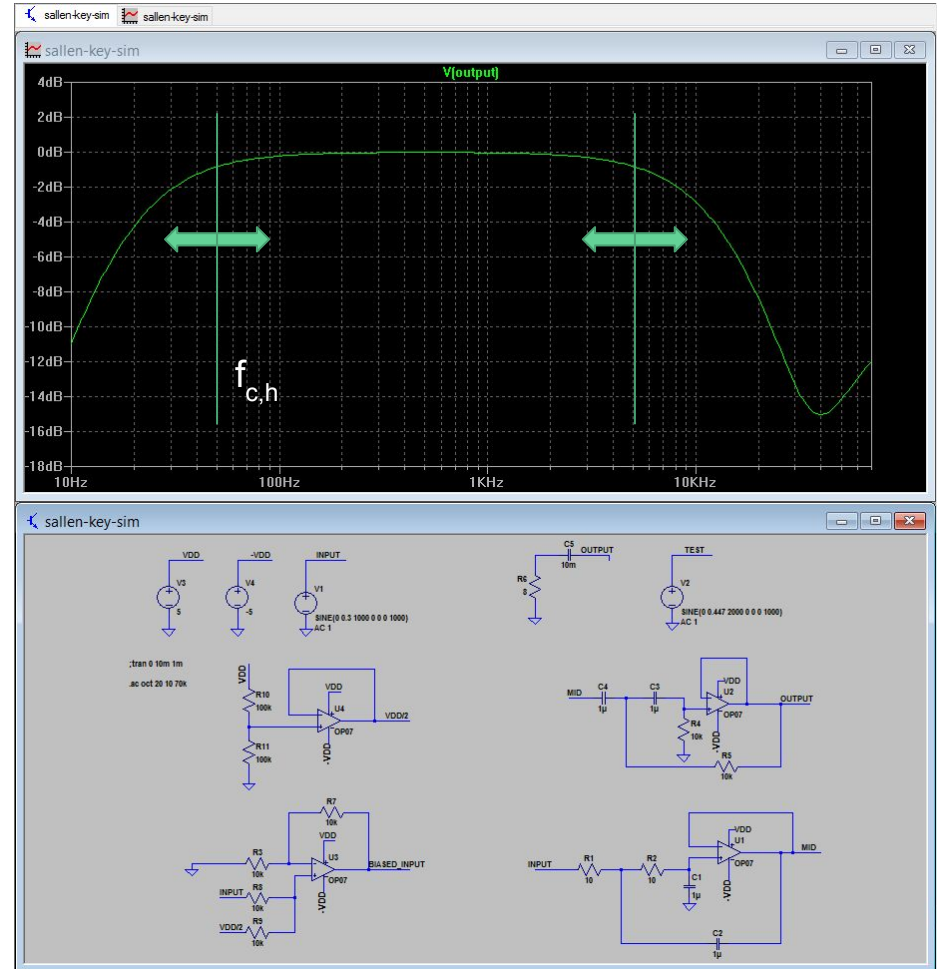 sallen-key-sim sallen-key-sim
sallen-key-sim
V(output)
4dB
2dB
0dB
-2dB
-4dB
-6dB
-8dB
-10dB
-12dB
-14dB
-16dB
-18dB
10Hz 100Hz 1KHz 10KHz
fc,h
sallen-key-sim
VDD
V3
5
-VDD
V4
-5
INPUT
V1
SINE(0 0.3 1000 0 0 0 1000)
AC 1
C5
10m
OUTPUT
R6
8
TEST
V2
SINE(0 0.447 2000 0 0 0 1000)
AC 1
;tran 0 10m 1m
.ac oct 20 10 70k
VDD
R10
100k
R11
100k
VDD
U4
OP07
-VDD
VDD/2
MID
C4
1µ
C3
1µ
R4
10k
VDD
U2
OP07
-VDD
OUTPUT
R5
10k
R7
10k
VDD
R3
10k
U3
OP07
BIASED_INPUT
INPUT
R8
10k
-VDD
VDD/2
R9
10k
INPUT
R1
10
R2
10
C1
1µ
VDD
U1
OP07
-VDD
MID
C2
1µ